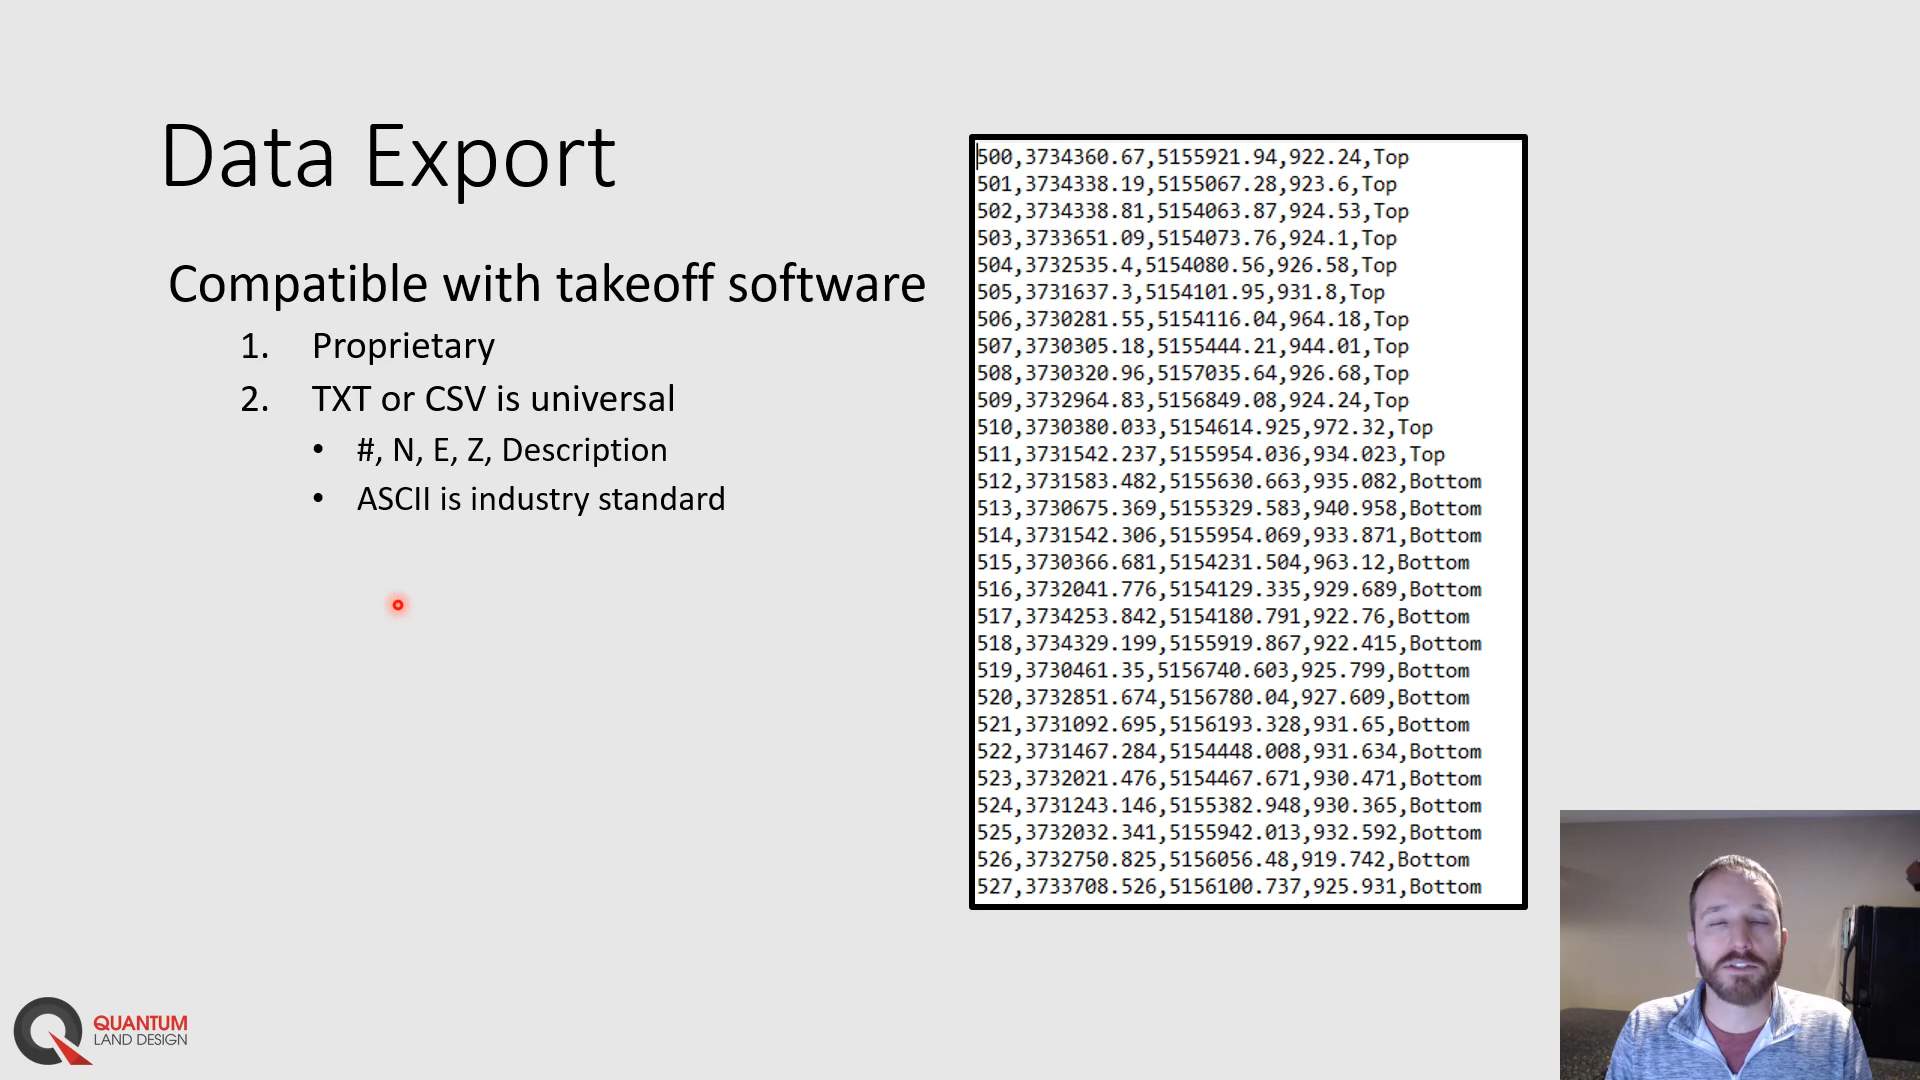 Data Export
Compatible with takeoff software
1. Proprietary
2. TXT or CSV is universal
• #, N, E, Z, Description
• ASCII is industry standard
500,3734360.67,5155921.94,922.24,Top
501,3734338.19,5155067.28,923.6,Top
502,3734338.81,5154063.87,924.53,Top
503,3733651.09,5154073.76,924.1,Top
504,3732535.4,5154080.56,926.58,Top
505,3731637.3,5154101.95,931.8,Top
506,3730281.55,5154116.04,964.18,Top
507,3730305.18,5155444.21,944.01,Top
508,3730320.96,5157035.64,926.68,Top
509,3732964.83,5156849.08,924.24,Top
510,3730380.033,5154614.925,972.32,Top
511,3731542.237,5155954.036,934.023,Top
512,3731583.482,5155630.663,935.082,Bottom
513,3730675.369,5155329.583,940.958,Bottom
514,3731542.306,5155954.069,933.871,Bottom
515,3730366.681,5154231.504,963.12,Bottom
516,3732041.776,5154129.335,929.689,Bottom
517,3734253.842,5154180.791,922.76,Bottom
518,3734329.199,5155919.867,922.415,Bottom
519,3730461.35,5156740.603,925.799,Bottom
520,3732851.674,5156780.04,927.609,Bottom
521,3731092.695,5156193.328,931.65,Bottom
522,3731467.284,5154448.008,931.634,Bottom
523,3732021.476,5154467.671,930.471,Bottom
524,3731243.146,5155382.948,930.365,Bottom
525,3732032.341,5155942.013,932.592,Bottom
526,3732750.825,5156056.48,919.742,Bottom
527,3733708.526,5156100.737,925.931,Bottom
QUANTUM
LAND DESIGN